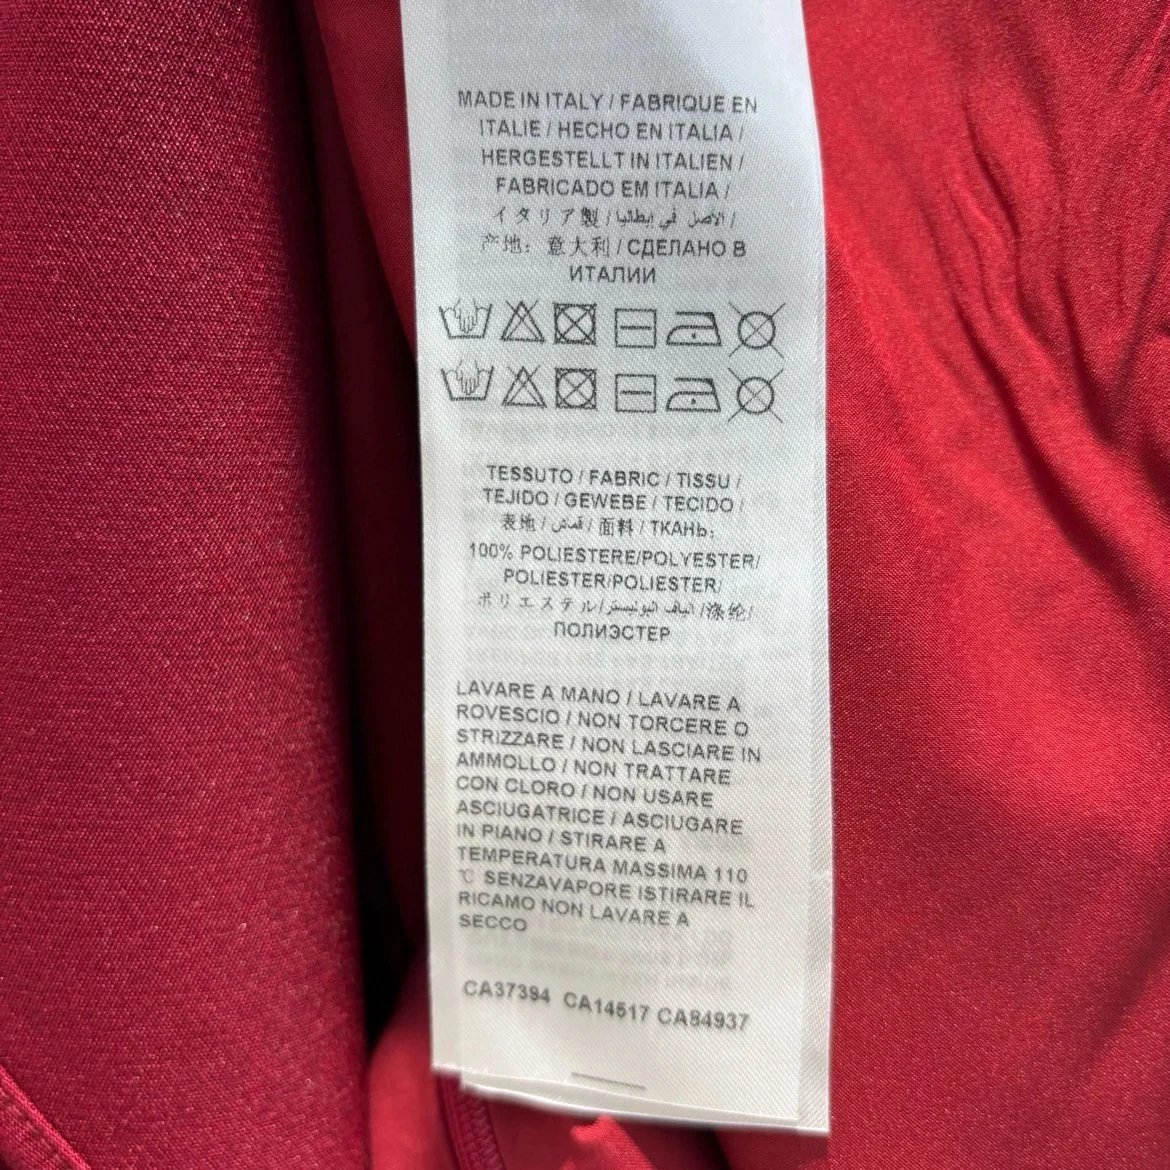 MADE IN ITALY / FABRIQUE EN
ITALIE / HECHO EN ITALIA /
HERGESTELLT IN ITALIEN /
FABRICADO EM ITALIA /
イタリア製 / الاصل في إيطاليا /
产地: 意大利 / СДЕЛАНО В
ИТАЛИИ
TESSUTO / FABRIC / TISSU /
TEJIDO / GEWEBE / TECIDO /
表地 / قماش / 面料 / ТКАНЬ:
100% POLIESTERE/POLYESTER/
POLIESTER/POLIESTER/
ポリエステル/ الياف البوليستر /涤纶/
ПОЛИЭСТЕР
LAVARE A MANO / LAVARE A
ROVESCIO / NON TORCERE O
STRIZZARE / NON LASCIARE IN
AMMOLLO / NON TRATTARE
CON CLORO / NON USARE
ASCIUGATRICE / ASCIUGARE
IN PIANO / STIRARE A
TEMPERATURA MASSIMA 110
℃ SENZAVAPORE ISTIRARE IL
RICAMO NON LAVARE A
SECCO
CA37394 CA14517 CA84937